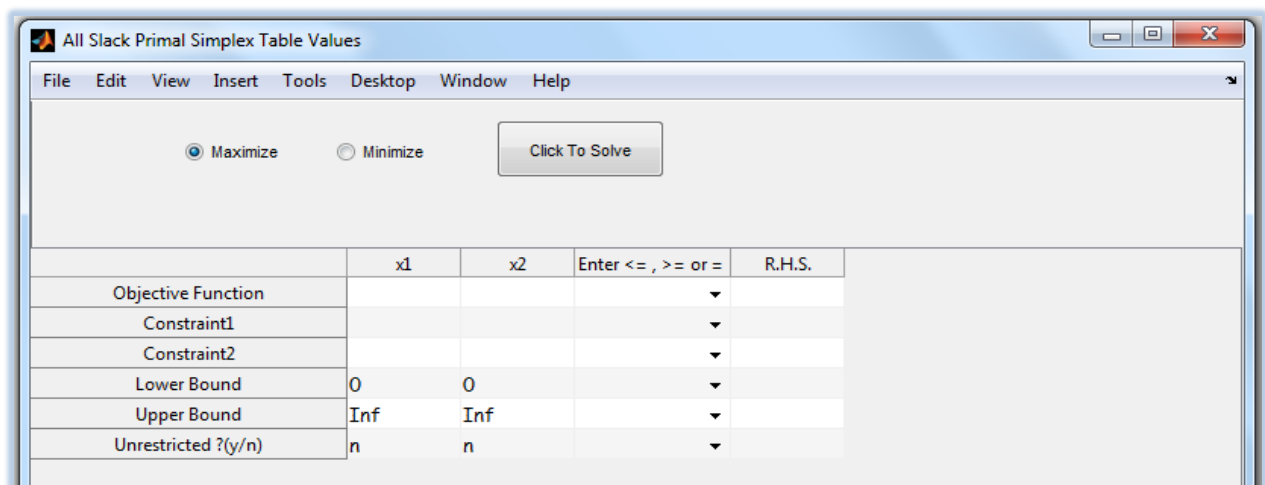 All Slack Primal Simplex Table Values
File Edit View Insert Tools Desktop Window Help
Maximize Minimize Click To Solve
x1 x2 Enter <= , >= or = R.H.S.
Objective Function
Constraint1
Constraint2
Lower Bound 0 0
Upper Bound Inf Inf
Unrestricted ?(y/n) n n